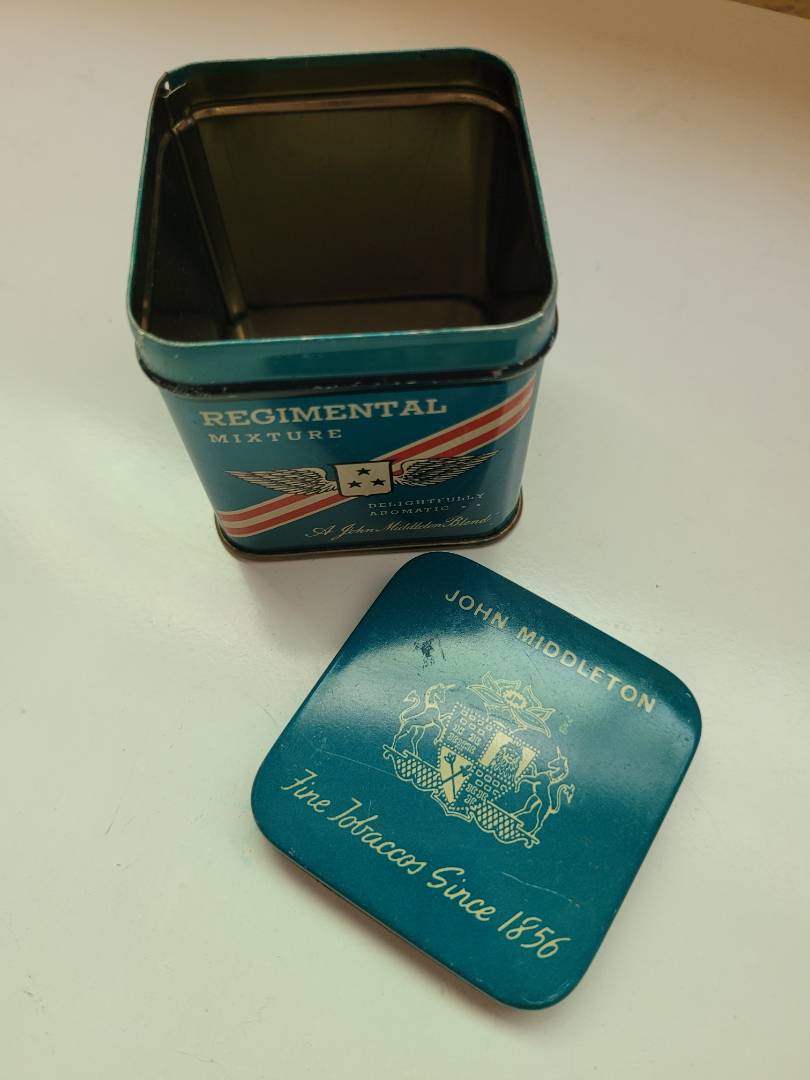 REGIMENTAL
MIXTURE
DELIGHTFULLY
AROMATIC
A John Middleton Blend
JOHN MIDDLETON
Fine Tobaccos Since 1856